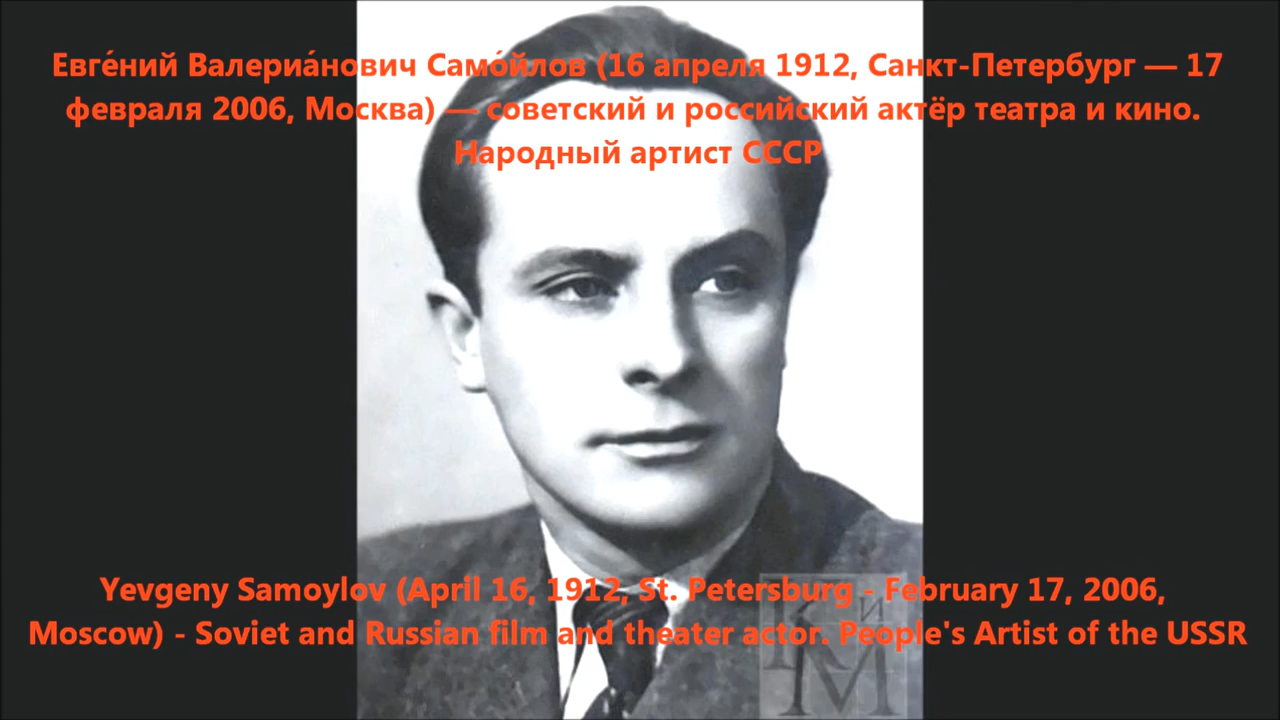 Евге́ний Валериа́нович Само́йлов (16 апреля 1912, Санкт-Петербург — 17
февраля 2006, Москва) — советский и российский актёр театра и кино.
Народный артист СССР
Yevgeny Samoylov (April 16, 1912, St. Petersburg - February 17, 2006,
Moscow) - Soviet and Russian film and theater actor. People's Artist of the USSR
К и
М